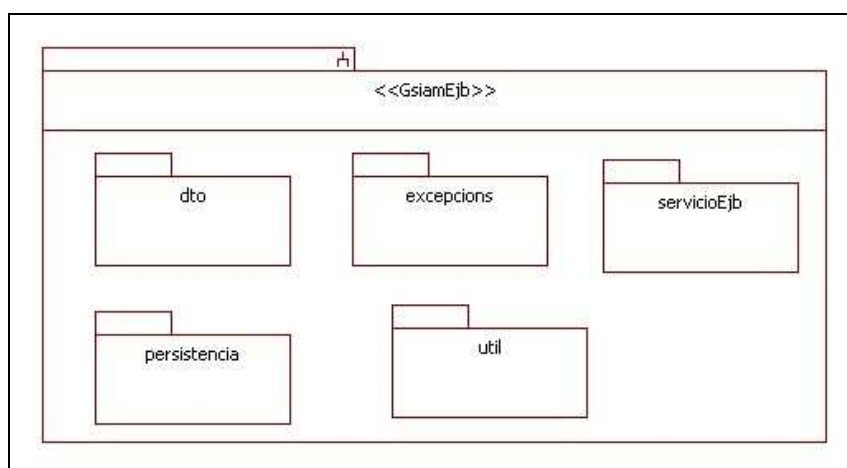 <<GsiamEjb>>
dto
excepcions
servicioEjb
persistencia
util